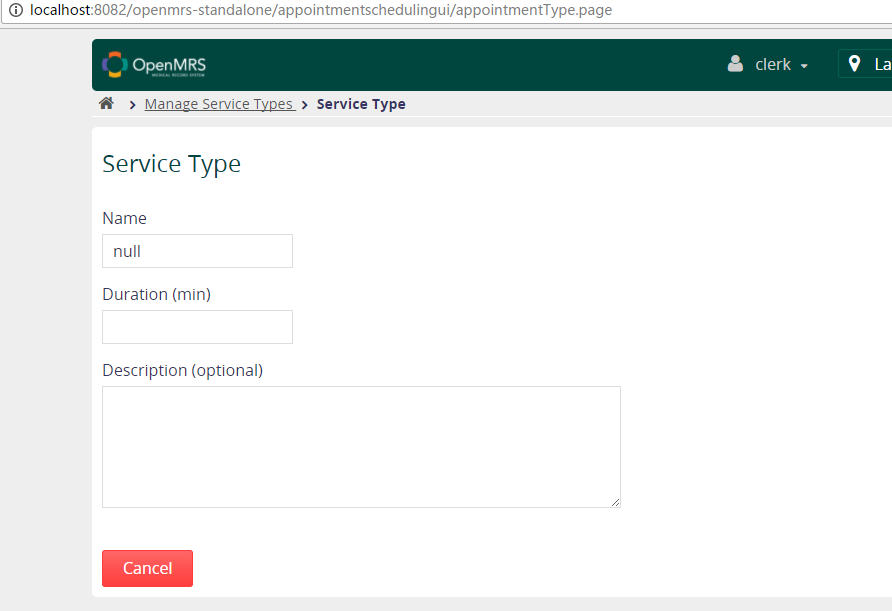 localhost:8082/openmrs-standalone/appointmentschedulingui/appointmentType.page
OpenMRS
MEDICAL RECORD SYSTEM
clerk
La
Manage Service Types > Service Type
Service Type
Name
null
Duration (min)
Description (optional)
Cancel